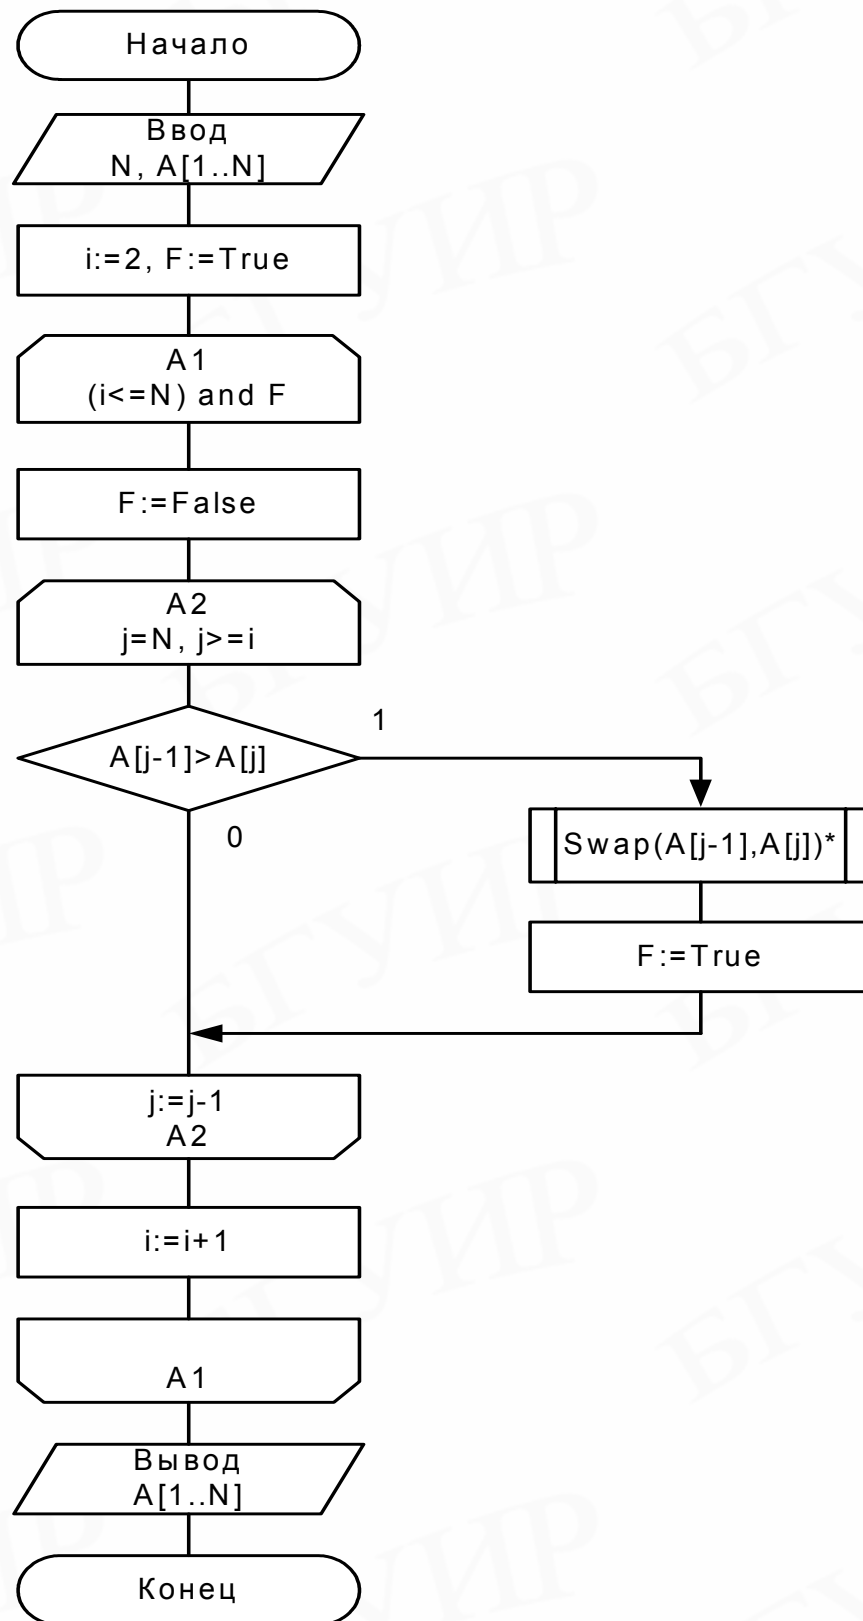 Начало
Ввод
N, A[1..N]
i:=2, F:=True
A1
(i<=N) and F
F:=False
A2
j=N, j>=i
A[j-1]>A[j]
1
0
Swap(A[j-1],A[j])*
F:=True
j:=j-1
A2
i:=i+1
A1
Вывод
A[1..N]
Конец
БГУИР